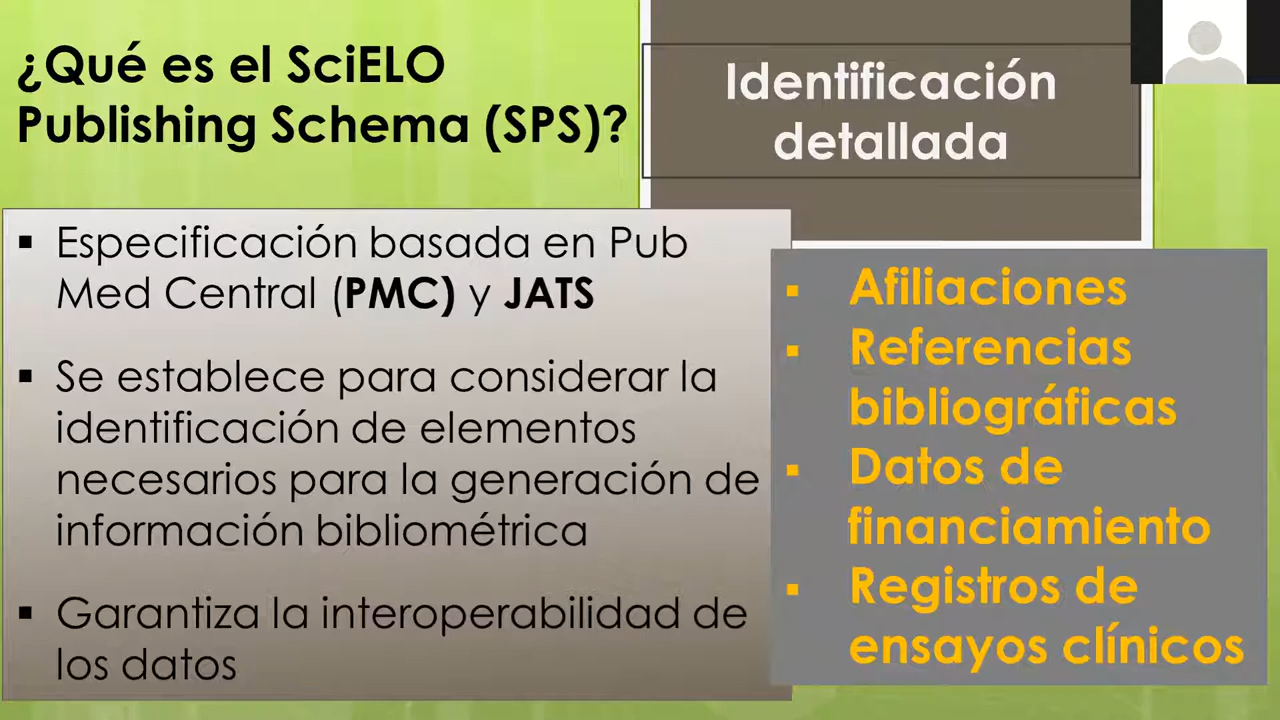 ¿Qué es el SciELO
Publishing Schema (SPS)?
Identificación
detallada
▪ Especificación basada en Pub
Med Central (PMC) y JATS
▪ Se establece para considerar la
identificación de elementos
necesarios para la generación de
información bibliométrica
▪ Garantiza la interoperabilidad de
los datos
▪ Afiliaciones
▪ Referencias
bibliográficas
▪ Datos de
financiamiento
▪ Registros de
ensayos clínicos